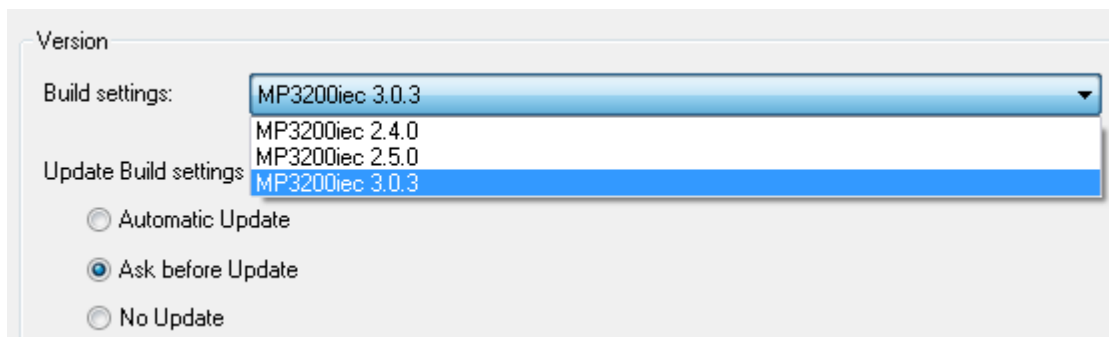 Version
Build settings: MP3200iec 3.0.3
MP3200iec 2.4.0
MP3200iec 2.5.0
Update Build settings MP3200iec 3.0.3
Automatic Update
Ask before Update
No Update